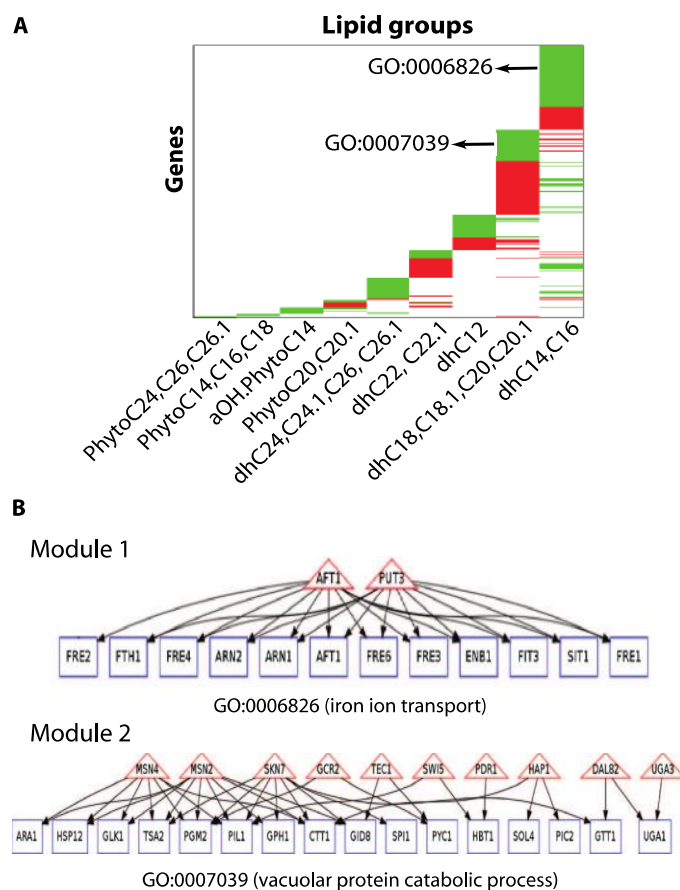 A
Lipid groups
GO:0006826
GO:0007039
Genes
PhytoC24,C26,C26.1
PhytoC14,C16,C18
aOH.PhytoC14
PhytoC20,C20.1
dhC24,C24.1,C26, C26.1
dhC22, C22.1
dhC12
dhC18,C18.1,C20,C20.1
dhC14,C16
B
Module 1
AFT1 PUT3
FRE2 FTH1 FRE4 ARN2 ARN1 AFT1 FRE6 FRE3 ENB1 FIT3 SIT1 FRE1
GO:0006826 (iron ion transport)
Module 2
MSN4 MSN2 SKN7 GCR2 TEC1 SWI5 PDR1 HAP1 DAL82 UGA3
ARA1 HSP12 GLK1 TSA2 PGM2 PIL1 GPH1 CTT1 GID8 SPI1 PYC1 HBT1 SOL4 PIC2 GTT1 UGA1
GO:0007039 (vacuolar protein catabolic process)